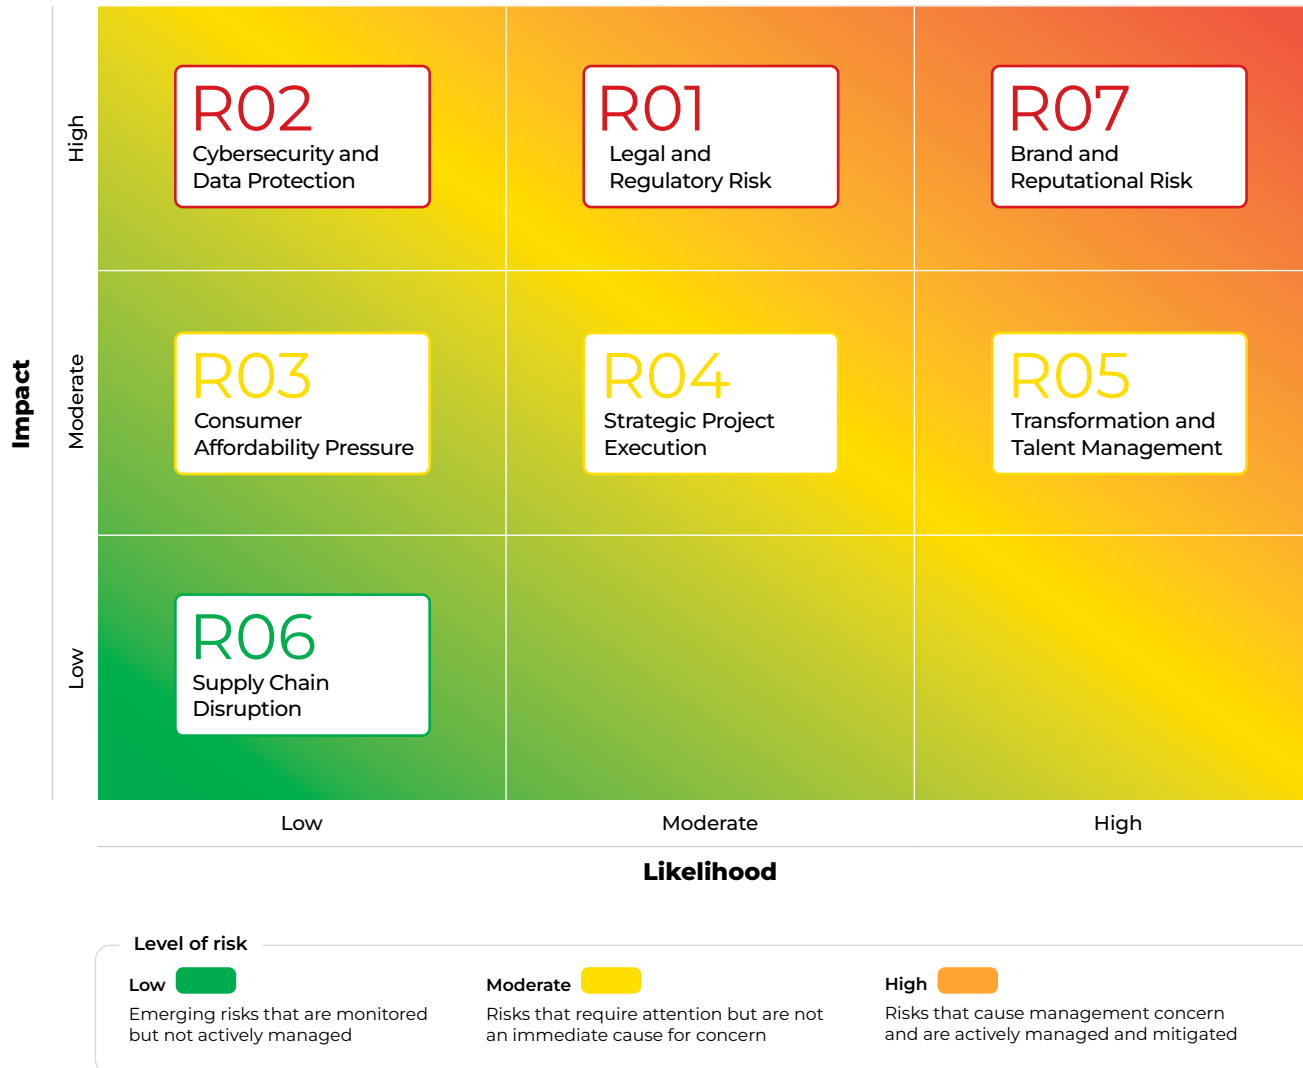 Impact
High
R02
Cybersecurity and
Data Protection
R01
Legal and
Regulatory Risk
R07
Brand and
Reputational Risk
Moderate
R03
Consumer
Affordability Pressure
R04
Strategic Project
Execution
R05
Transformation and
Talent Management
Low
R06
Supply Chain
Disruption
Low
Moderate
High
Likelihood
Level of risk
Low
Emerging risks that are monitored
but not actively managed
Moderate
Risks that require attention but are not
an immediate cause for concern
High
Risks that cause management concern
and are actively managed and mitigated